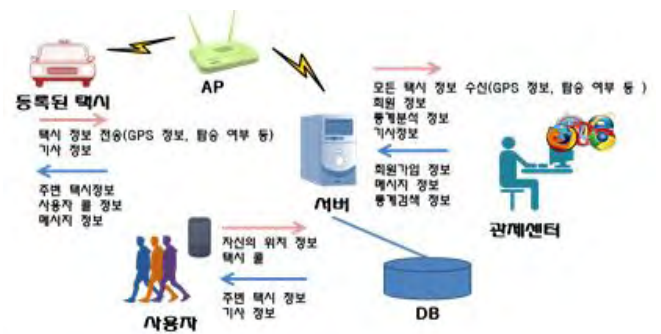 AP
등록된 택시
택시 정보 전송(GPS 정보, 탑승 여부 등)
기사 정보
주변 택시정보
사용자 콜 정보
메시지 정보
모든 택시 정보 수신(GPS 정보, 탑승 여부 등 )
회원 정보
통계분석 정보
기사정보
회원가입 정보
메시지 정보
통계검색 정보
서버
관제센터
자신의 위치 정보
택시 콜
주변 택시 정보
기사 정보
사용자
DB